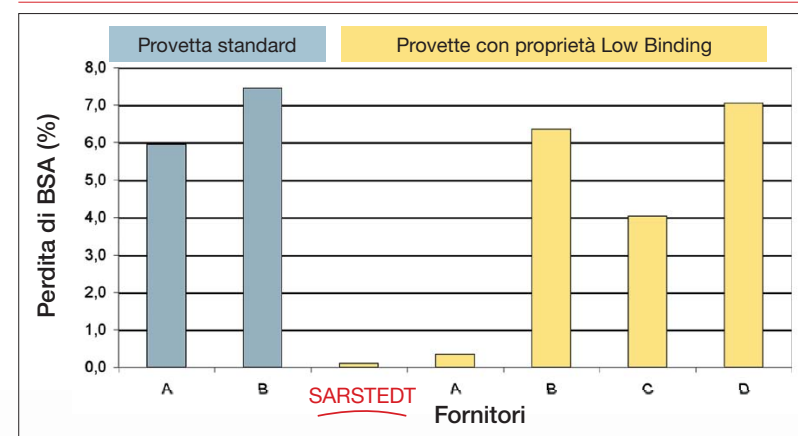 Provetta standard
Provette con proprietà Low Binding
Perdita di BSA (%)
8,0
7,0
6,0
5,0
4,0
3,0
2,0
1,0
0,0
A B SARSTEDT A B C D
Fornitori